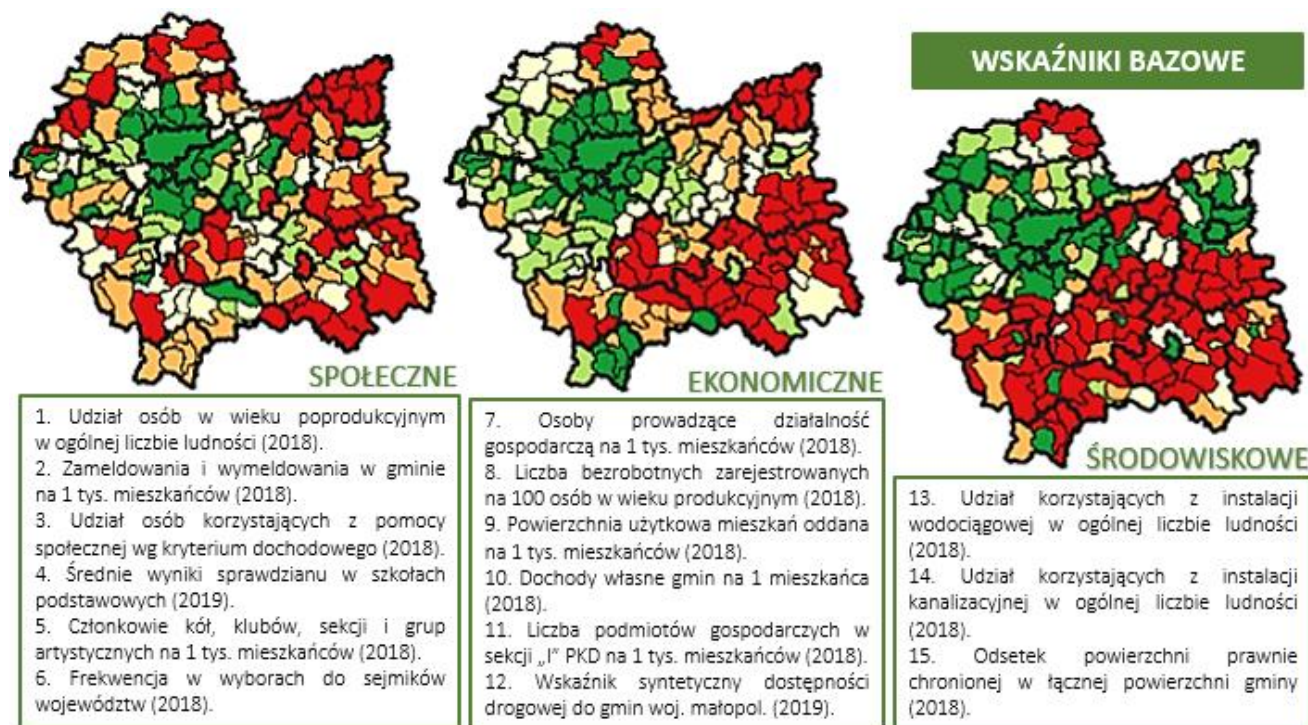 WSKAŹNIKI BAZOWE
SPOŁECZNE
1. Udział osób w wieku poprodukcyjnym
w ogólnej liczbie ludności (2018).
2. Zameldowania i wymeldowania w gminie
na 1 tys. mieszkańców (2018).
3. Udział osób korzystających z pomocy
społecznej wg kryterium dochodowego (2018).
4. Średnie wyniki sprawdzianu w szkołach
podstawowych (2019).
5. Członkowie kół, klubów, sekcji i grup
artystycznych na 1 tys. mieszkańców (2018).
6. Frekwencja w wyborach do sejmików
województw (2018).
EKONOMICZNE
7. Osoby prowadzące działalność
gospodarczą na 1 tys. mieszkańców (2018).
8. Liczba bezrobotnych zarejestrowanych
na 100 osób w wieku produkcyjnym (2018).
9. Powierzchnia użytkowa mieszkań oddana
na 1 tys. mieszkańców (2018).
10. Dochody własne gmin na 1 mieszkańca
(2018).
11. Liczba podmiotów gospodarczych w
sekcji „I” PKD na 1 tys. mieszkańców (2018).
12. Wskaźnik syntetyczny dostępności
drogowej do gmin woj. małopol. (2019).
ŚRODOWISKOWE
13. Udział korzystających z instalacji
wodociągowej w ogólnej liczbie ludności
(2018).
14. Udział korzystających z instalacji
kanalizacyjnej w ogólnej liczbie ludności
(2018).
15. Odsetek powierzchni prawnie
chronionej w łącznej powierzchni gminy
(2018).